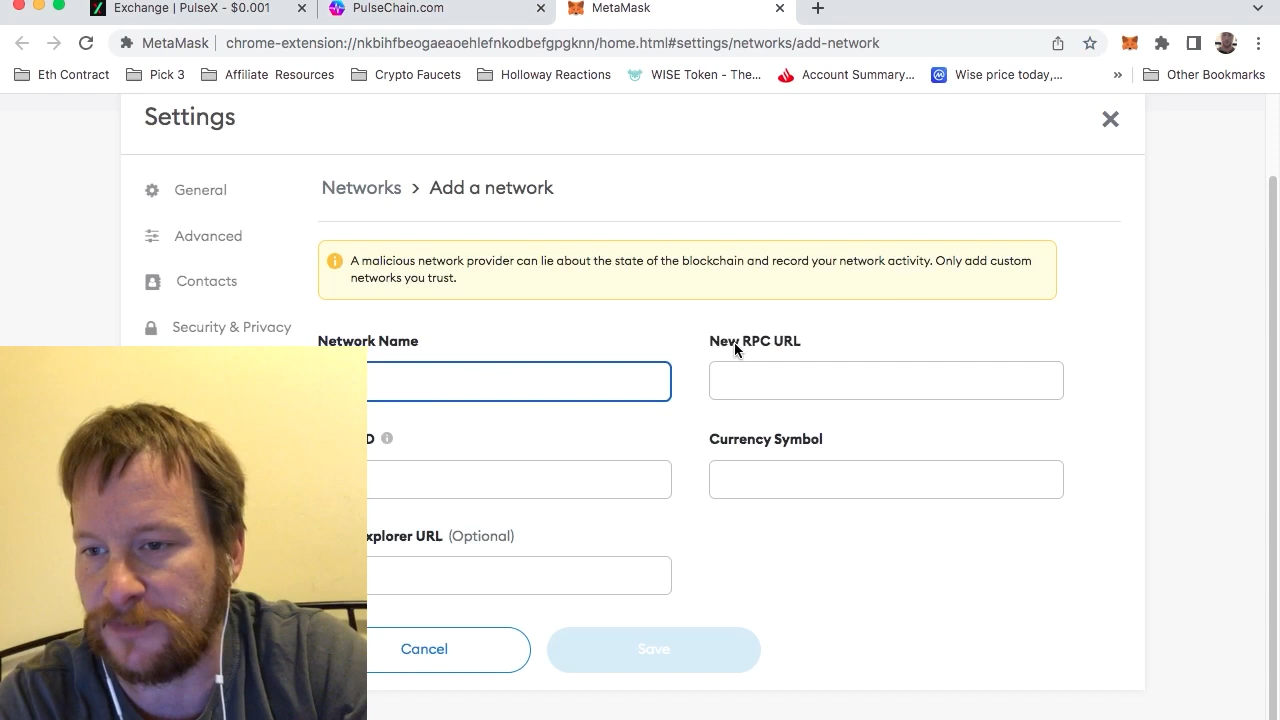 Exchange | PulseX - $0.001
PulseChain.com
MetaMask
MetaMask
chrome-extension://nkbihfbeogaeaoehlefnkodbefgpgknn/home.html#settings/networks/add-network
Eth Contract
Pick 3
Affiliate Resources
Crypto Faucets
Holloway Reactions
WISE Token - The...
Account Summary...
Wise price today,...
»
Other Bookmarks
Settings
General
Advanced
Contacts
Security & Privacy
Networks > Add a network
A malicious network provider can lie about the state of the blockchain and record your network activity. Only add custom
networks you trust.
Network Name
New RPC URL
D
Currency Symbol
xplorer URL (Optional)
Cancel
Save